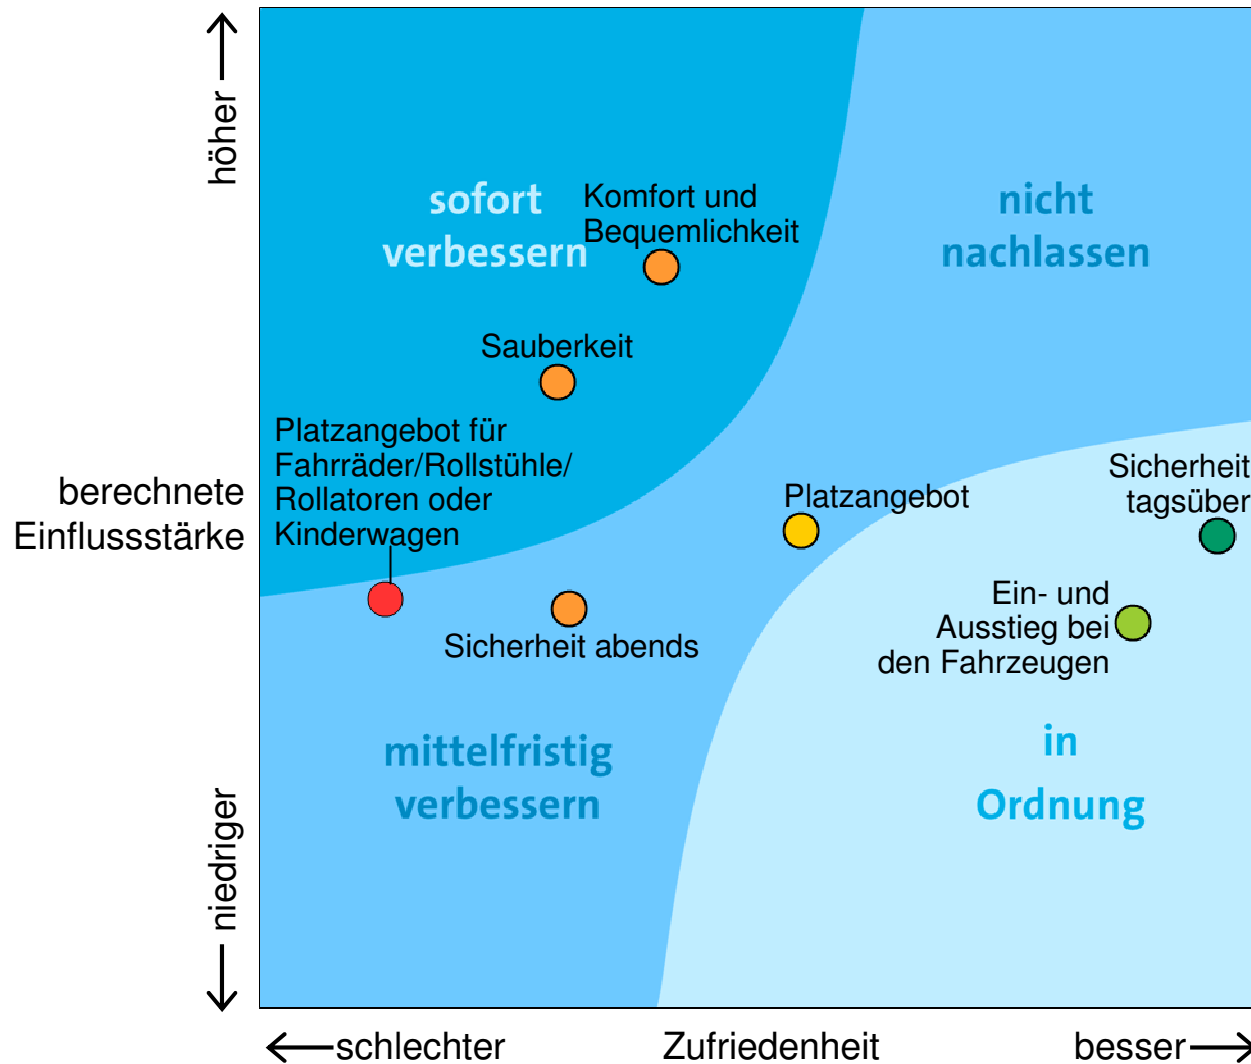 höher
sofort
verbessern
Komfort und
Bequemlichkeit
nicht
nachlassen
Sauberkeit
Platzangebot für
Fahrräder/Rollstühle/
Rollatoren oder
Kinderwagen
berechnete
Einflussstärke
Platzangebot
Sicherheit
tagsüber
Sicherheit abends
Ein- und
Ausstieg bei
den Fahrzeugen
mittelfristig
verbessern
in
Ordnung
niedriger
schlechter
Zufriedenheit
besser